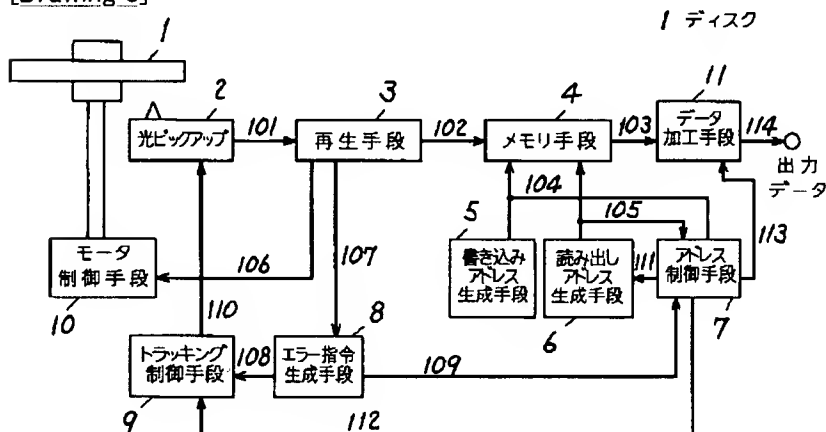 1 ディスク
1
2
光ピックアップ
101
3
再生手段
102
4
メモリ手段
103
11
データ
加工手段
114
出力
データ
104
105
113
5
書き込み
アドレス
生成手段
読み出し
アドレス
生成手段
6
111
アドレス
制御手段
7
モータ
制御手段
10
106
107
110
8
エラー指令
生成手段
108
109
トラッキング
制御手段
9
112